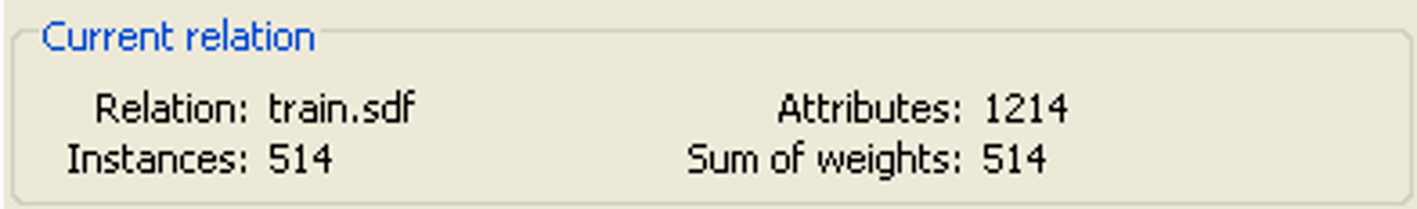 Current relation
Relation: train.sdf Attributes: 1214
Instances: 514 Sum of weights: 514